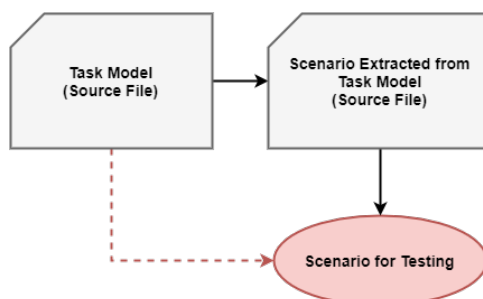 Task Model
(Source File)
Scenario Extracted from
Task Model
(Source File)
Scenario for Testing